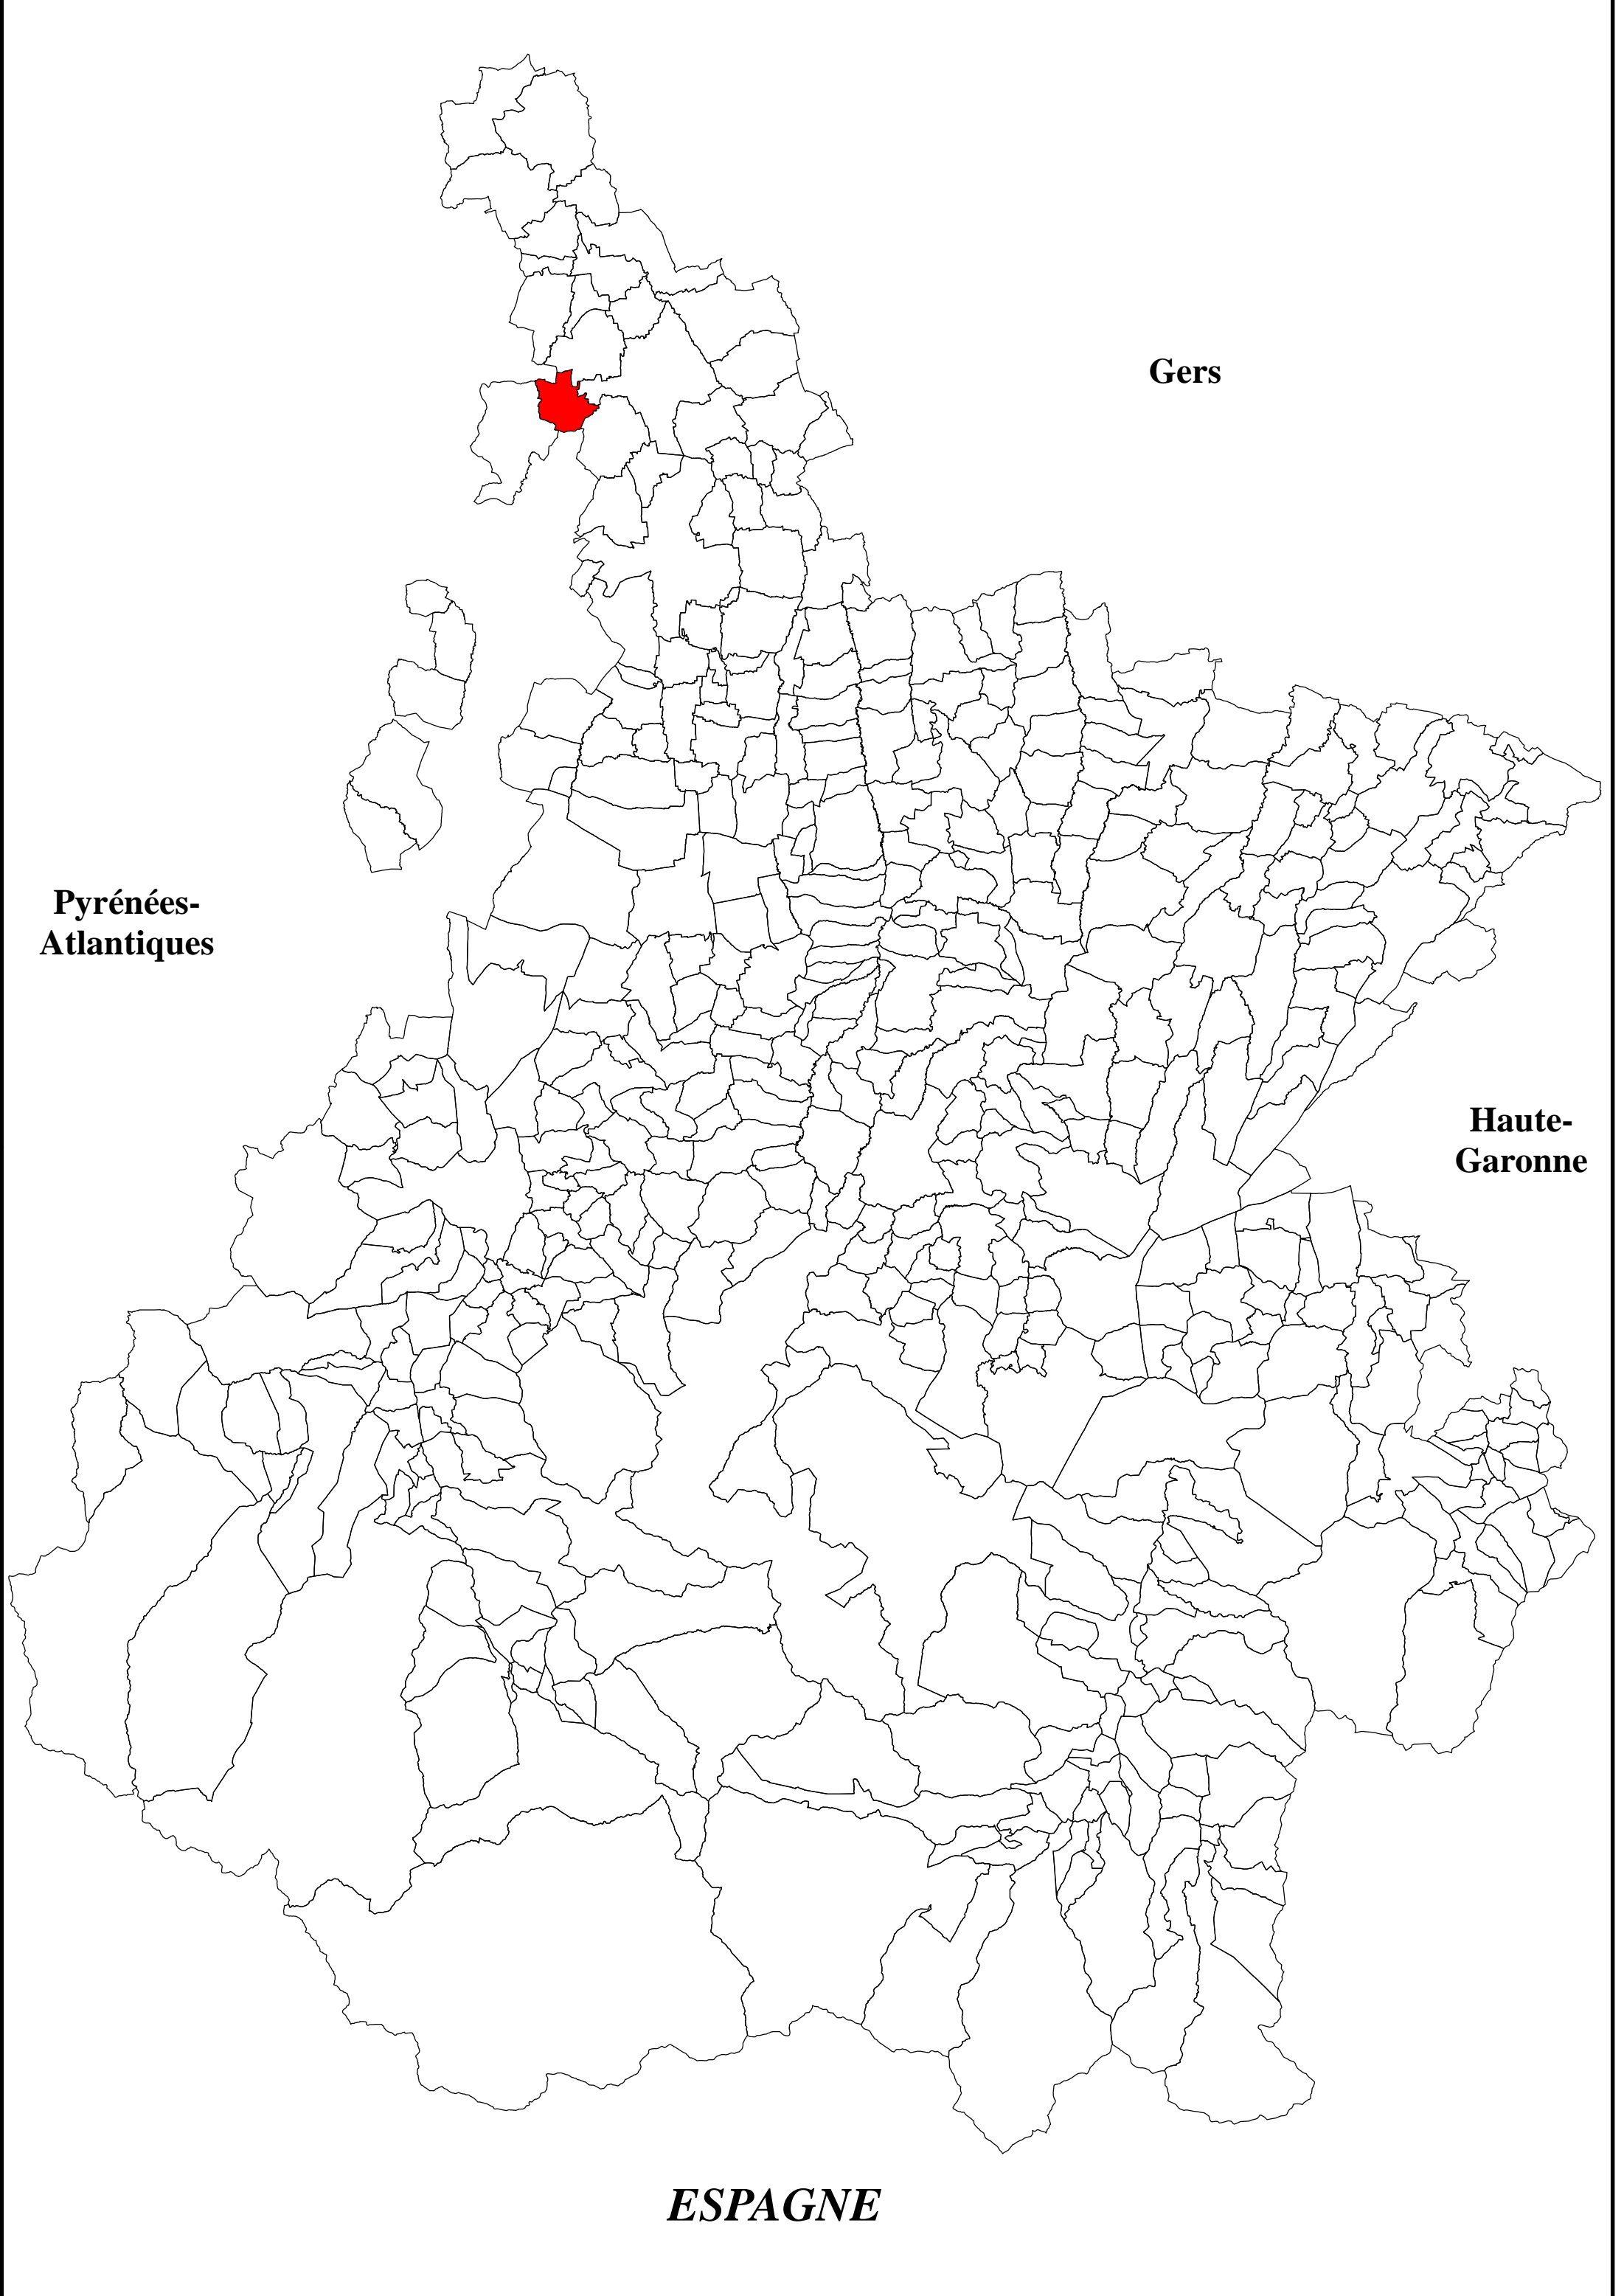 Gers
Pyrénées-
Atlantiques
Haute-
Garonne
ESPAGNE